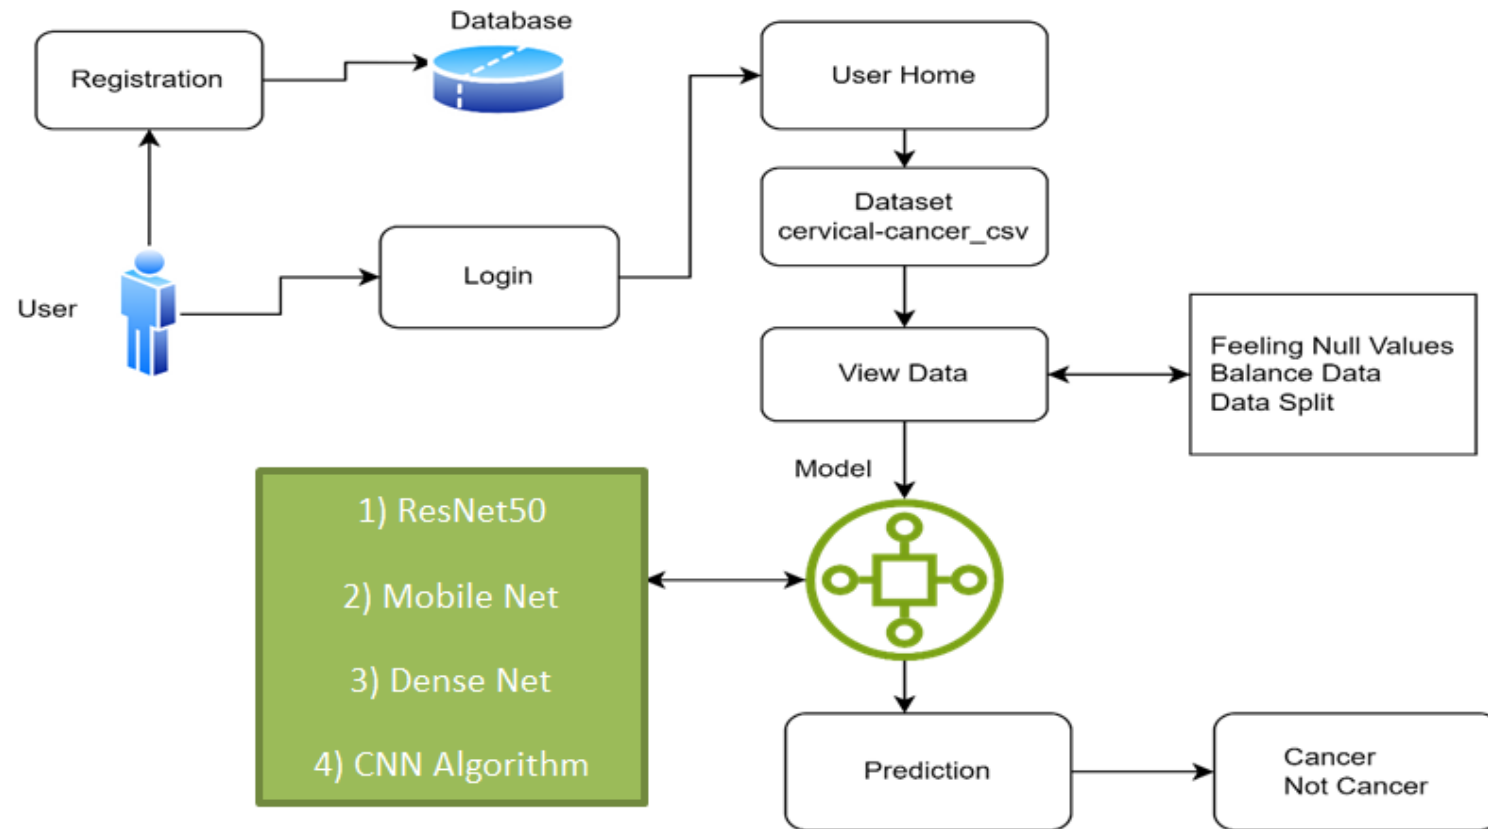 Database
Registration
User Home
Dataset
cervical-cancer_csv
Login
User
View Data
Feeling Null Values
Balance Data
Data Split
Model
1) ResNet50
2) Mobile Net
3) Dense Net
4) CNN Algorithm
Prediction
Cancer
Not Cancer